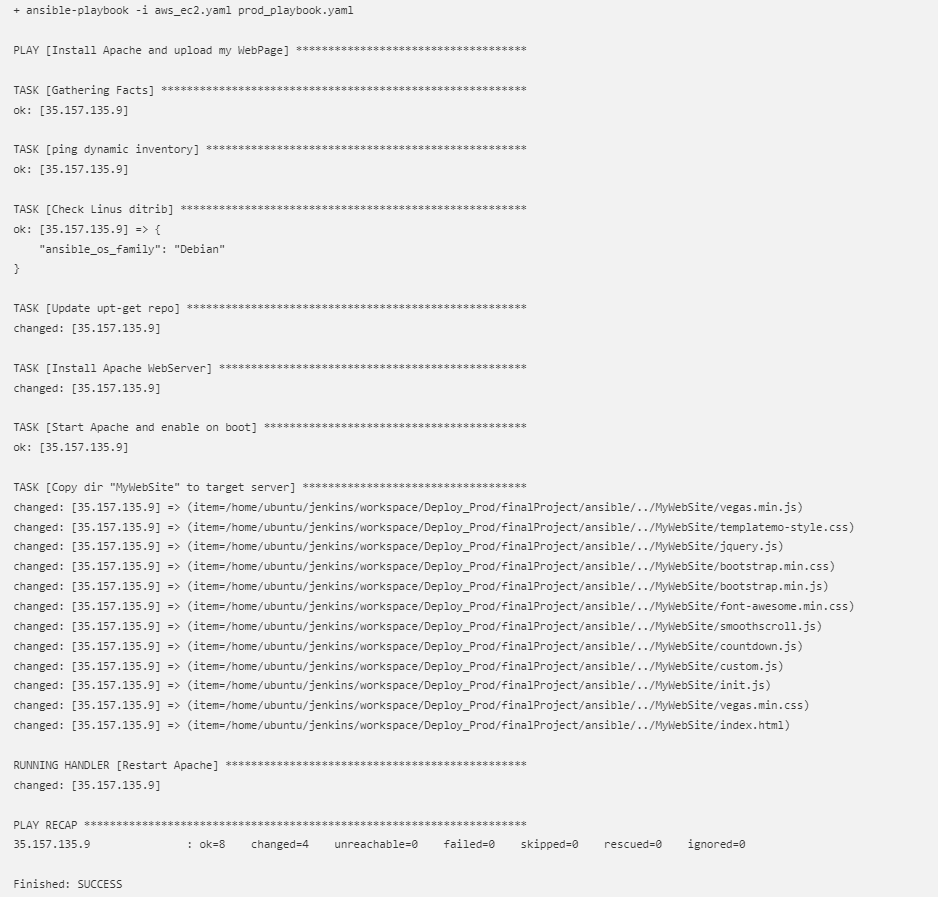 + ansible-playbook -i aws_ec2.yaml prod_playbook.yaml
PLAY [Install Apache and upload my WebPage] ************************************
TASK [Gathering Facts] *********************************************************
ok: [35.157.135.9]
TASK [ping dynamic inventory] **************************************************
ok: [35.157.135.9]
TASK [Check Linus ditrib] ******************************************************
ok: [35.157.135.9] => {
    "ansible_os_family": "Debian"
}
TASK [Update upt-get repo] *****************************************************
changed: [35.157.135.9]
TASK [Install Apache WebServer] ************************************************
changed: [35.157.135.9]
TASK [Start Apache and enable on boot] *****************************************
ok: [35.157.135.9]
TASK [Copy dir "MyWebSite" to target server] ***********************************
changed: [35.157.135.9] => (item=/home/ubuntu/jenkins/workspace/Deploy_Prod/finalProject/ansible/../MyWebSite/vegas.min.js)
changed: [35.157.135.9] => (item=/home/ubuntu/jenkins/workspace/Deploy_Prod/finalProject/ansible/../MyWebSite/templatemo-style.css)
changed: [35.157.135.9] => (item=/home/ubuntu/jenkins/workspace/Deploy_Prod/finalProject/ansible/../MyWebSite/jquery.js)
changed: [35.157.135.9] => (item=/home/ubuntu/jenkins/workspace/Deploy_Prod/finalProject/ansible/../MyWebSite/bootstrap.min.css)
changed: [35.157.135.9] => (item=/home/ubuntu/jenkins/workspace/Deploy_Prod/finalProject/ansible/../MyWebSite/bootstrap.min.js)
changed: [35.157.135.9] => (item=/home/ubuntu/jenkins/workspace/Deploy_Prod/finalProject/ansible/../MyWebSite/font-awesome.min.css)
changed: [35.157.135.9] => (item=/home/ubuntu/jenkins/workspace/Deploy_Prod/finalProject/ansible/../MyWebSite/smoothscroll.js)
changed: [35.157.135.9] => (item=/home/ubuntu/jenkins/workspace/Deploy_Prod/finalProject/ansible/../MyWebSite/countdown.js)
changed: [35.157.135.9] => (item=/home/ubuntu/jenkins/workspace/Deploy_Prod/finalProject/ansible/../MyWebSite/custom.js)
changed: [35.157.135.9] => (item=/home/ubuntu/jenkins/workspace/Deploy_Prod/finalProject/ansible/../MyWebSite/init.js)
changed: [35.157.135.9] => (item=/home/ubuntu/jenkins/workspace/Deploy_Prod/finalProject/ansible/../MyWebSite/vegas.min.css)
changed: [35.157.135.9] => (item=/home/ubuntu/jenkins/workspace/Deploy_Prod/finalProject/ansible/../MyWebSite/index.html)
RUNNING HANDLER [Restart Apache] ***********************************************
changed: [35.157.135.9]
PLAY RECAP *********************************************************************
35.157.135.9               : ok=8    changed=4    unreachable=0    failed=0    skipped=0    rescued=0    ignored=0
Finished: SUCCESS